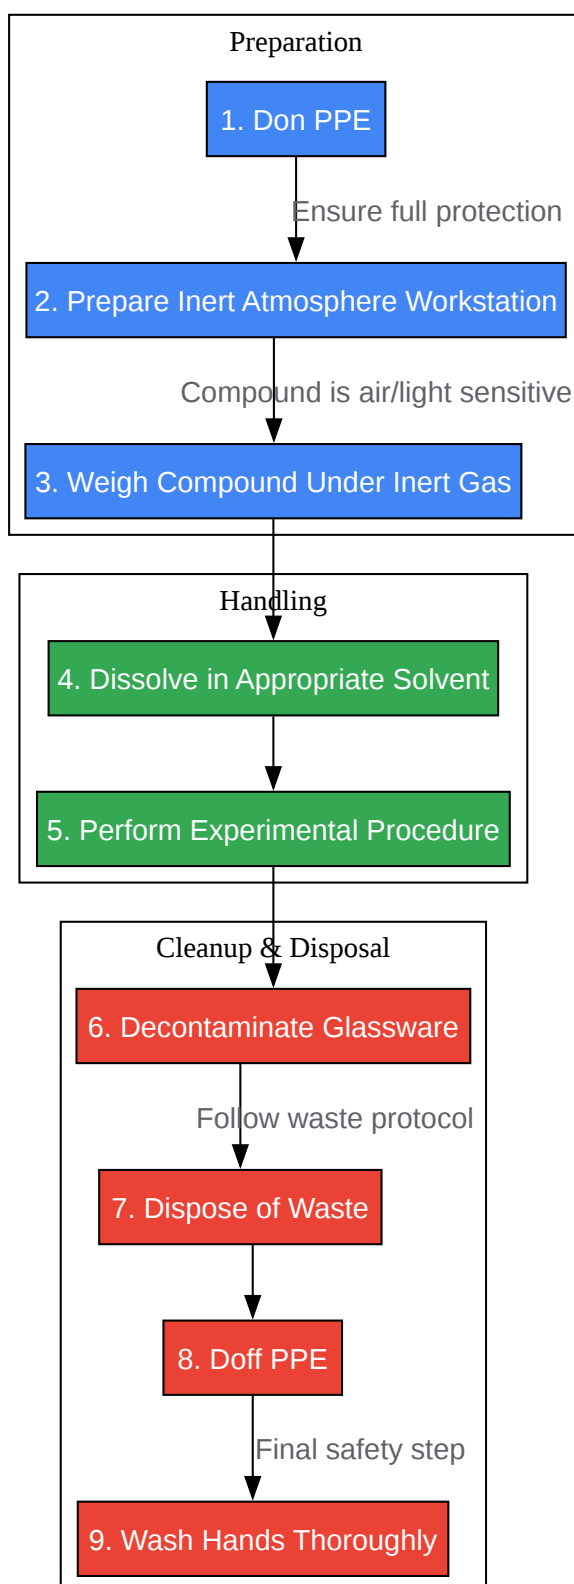 Preparation
1. Don PPE
Ensure full protection
2. Prepare Inert Atmosphere Workstation
Compound is air/light sensitive
3. Weigh Compound Under Inert Gas
Handling
4. Dissolve in Appropriate Solvent
5. Perform Experimental Procedure
Cleanup & Disposal
6. Decontaminate Glassware
Follow waste protocol
7. Dispose of Waste
8. Doff PPE
Final safety step
9. Wash Hands Thoroughly